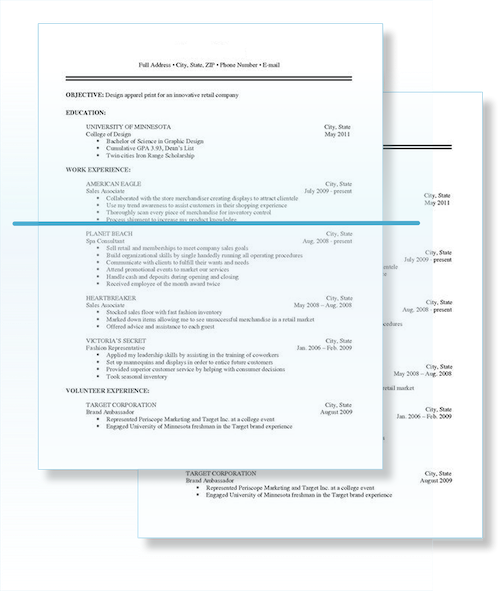 Full Address • City, State, ZIP • Phone Number • E-mail
OBJECTIVE: Design apparel print for an innovative retail company
EDUCATION:
UNIVERSITY OF MINNESOTA City, State
College of Design May 2011
• Bachelor of Science in Graphic Design
• Cumulative GPA 3.93, Dean's List
• Twin cities Iron Range Scholarship
WORK EXPERIENCE:
AMERICAN EAGLE City, State
Sales Associate July 2009 - present
• Collaborated with the store merchandiser creating displays to attract clientele
• Use my trend awareness to assist customers in their shopping experience
• Thoroughly scan every piece of merchandise for inventory control
• Process shipment to increase my product knowledge
PLANET BEACH City, State
Spa Consultant Aug. 2008 - present
• Sell retail and memberships to meet company sales goals
• Build organizational skills by single handedly running all operating procedures
• Communicate with clients to fulfill their wants and needs
• Attend promotional events to market our services
• Handle cash and deposits during opening and closing
• Received employee of the month award twice
HEARTBREAKER City, State
Sales Associate May 2008 – Aug. 2008
• Stocked sales floor with fast fashion inventory
• Marked down items allowing me to see unsuccessful merchandise in a retail market
• Offered advice and assistance to each guest
VICTORIA'S SECRET City, State
Fashion Representative Jan. 2006 – Feb. 2009
• Applied my leadership skills by assisting in the training of coworkers
• Set up mannequins and displays in order to entice future customers
• Provided superior customer service by helping with consumer decisions
• Took seasonal inventory
VOLUNTEER EXPERIENCE:
TARGET CORPORATION City, State
Brand Ambassador August 2009
• Represented Periscope Marketing and Target Inc. at a college event
• Engaged University of Minnesota freshman in the Target brand experience
City, State
May 2011
City, State
July 2009 - present
clientele
City, State
Aug. 2008 - present
procedures
City, State
May 2008 – Aug. 2008
retail market
City, State
Jan. 2006 – Feb. 2009
TARGET CORPORATION City, State
Brand Ambassador August 2009
• Represented Periscope Marketing and Target Inc. at a college event
• Engaged University of Minnesota freshman in the Target brand experience